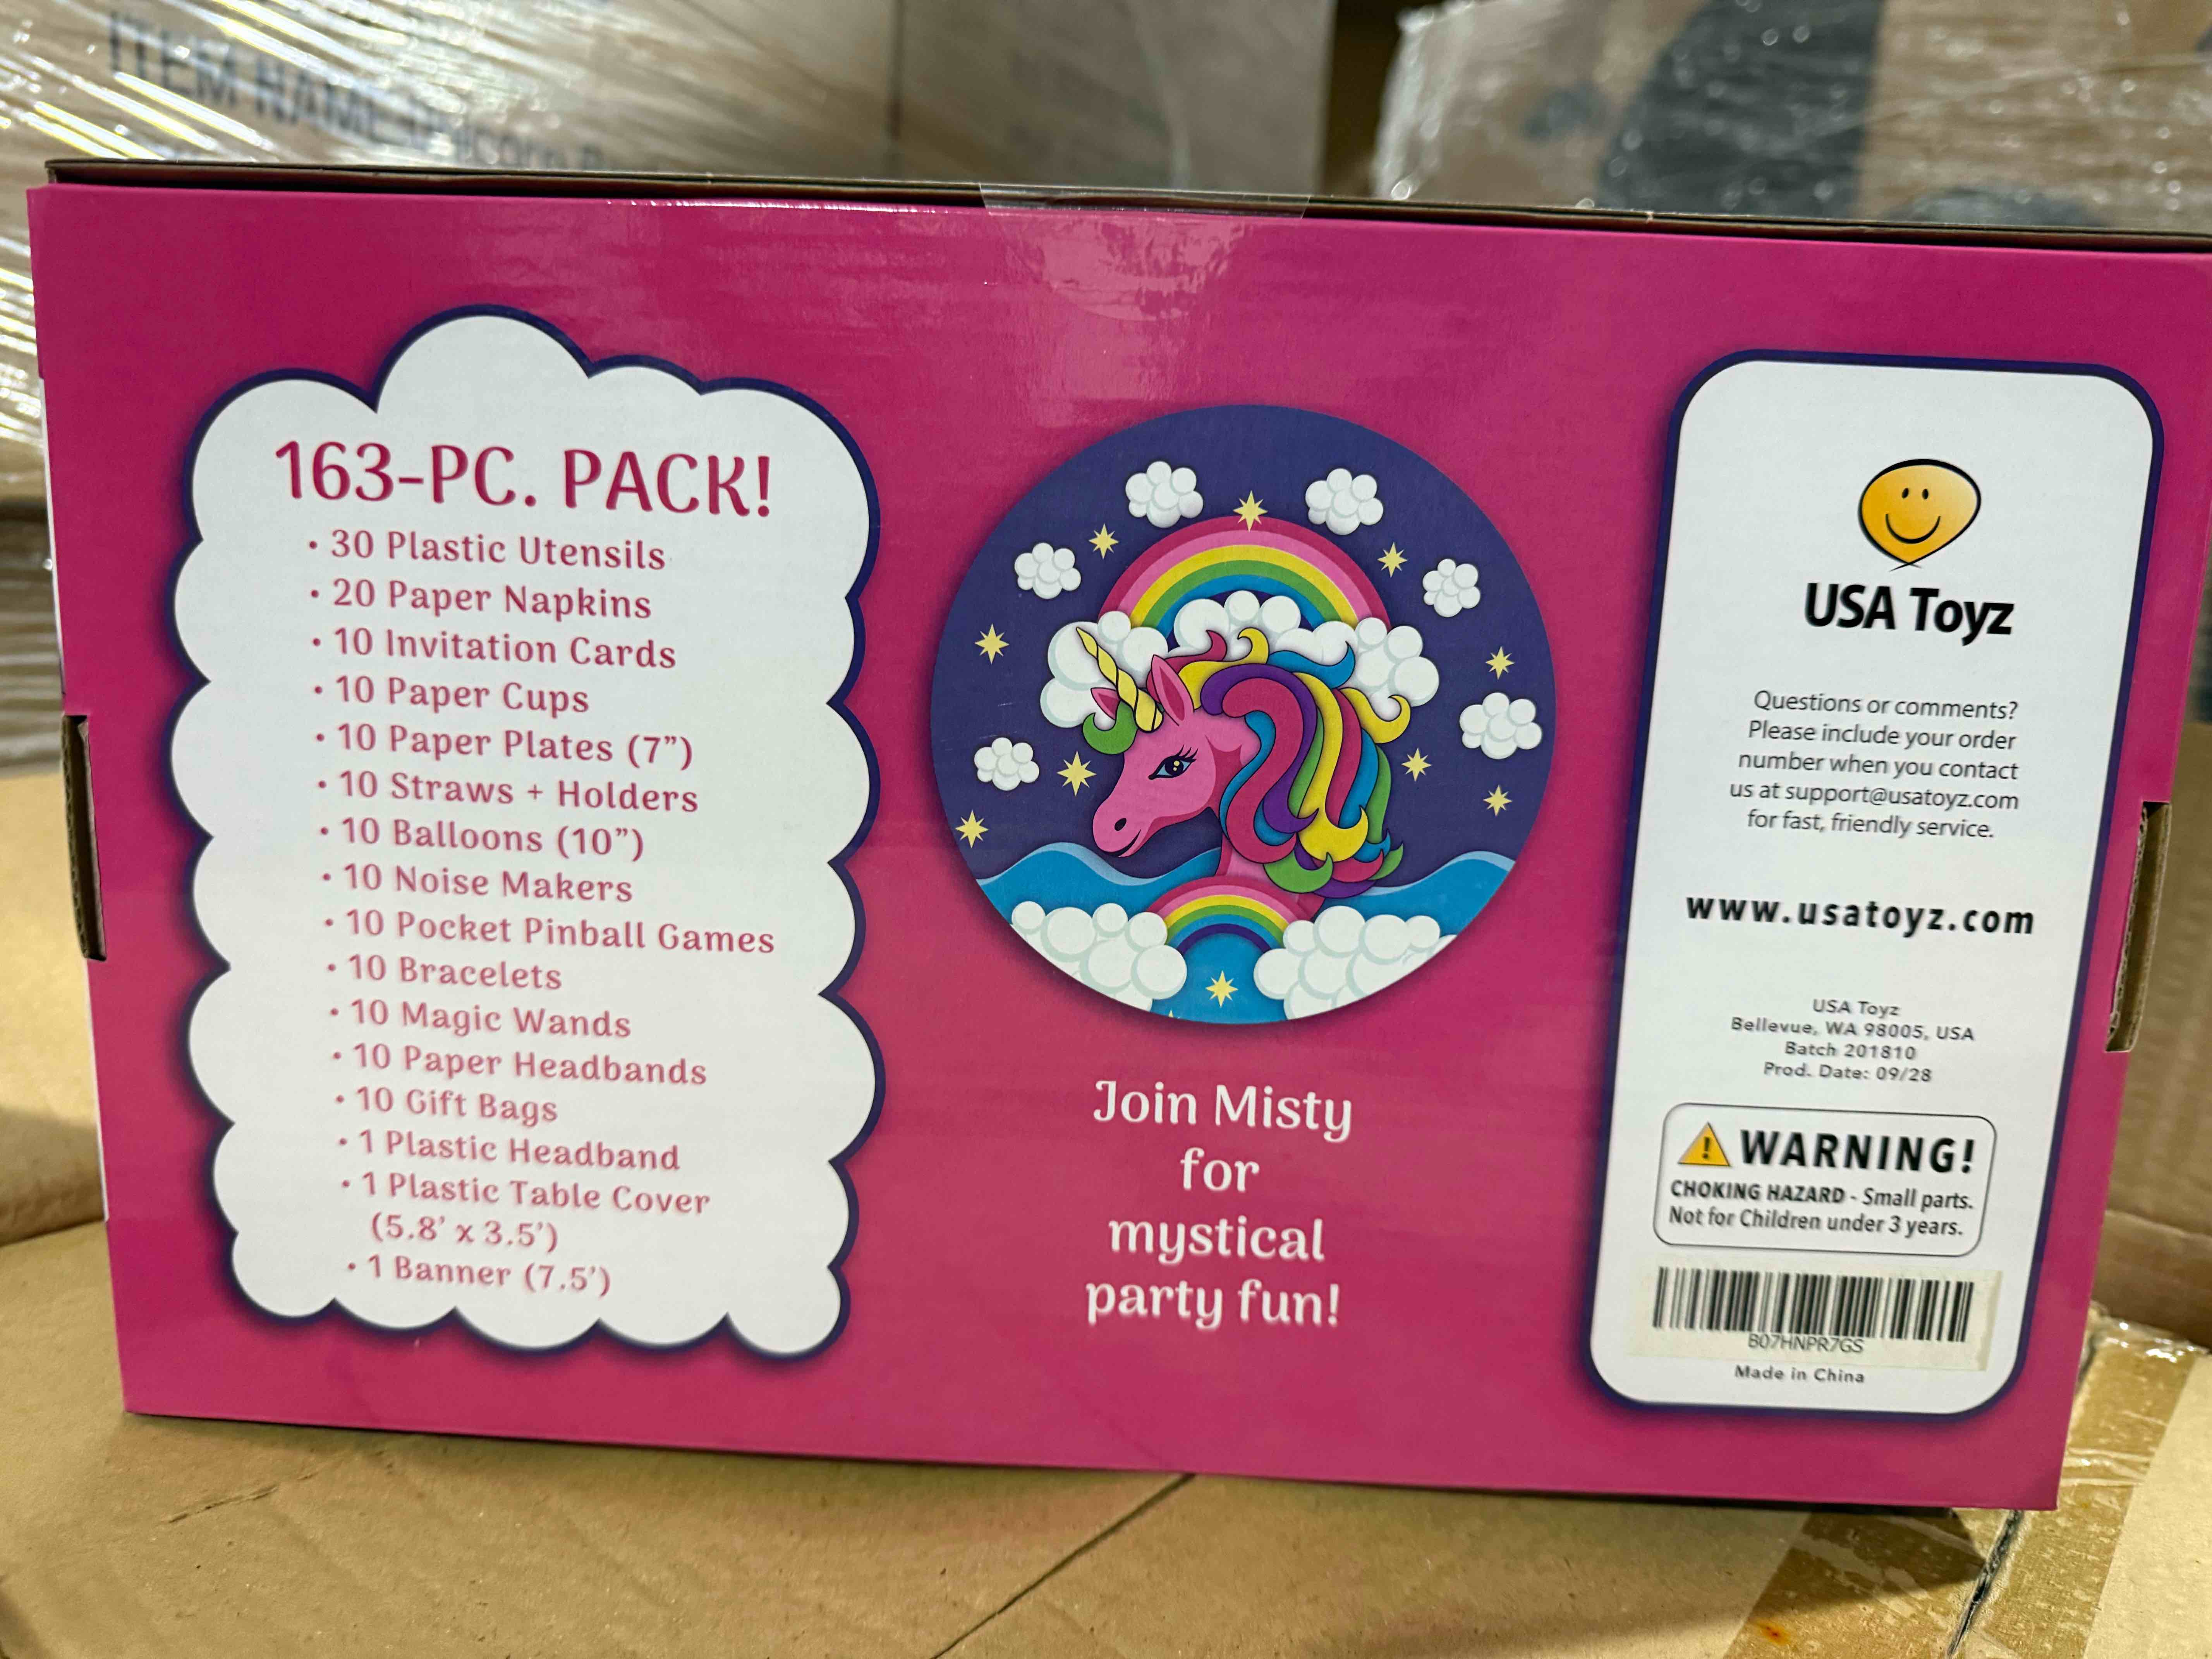 ITEM NAME Unicorn
163-PC. PACK!
• 30 Plastic Utensils
• 20 Paper Napkins
• 10 Invitation Cards
• 10 Paper Cups
• 10 Paper Plates (7")
• 10 Straws + Holders
• 10 Balloons (10")
• 10 Noise Makers
• 10 Pocket Pinball Games
• 10 Bracelets
• 10 Magic Wands
• 10 Paper Headbands
• 10 Gift Bags
• 1 Plastic Headband
• 1 Plastic Table Cover
(5.8' x 3.5')
• 1 Banner (7.5')
Join Misty
for
mystical
party fun!
USA Toyz
Questions or comments?
Please include your order
number when you contact
us at support@usatoyz.com
for fast, friendly service.
www.usatoyz.com
USA Toyz
Bellevue, WA 98005, USA
Batch 201810
Prod. Date: 09/28
WARNING!
CHOKING HAZARD - Small parts.
Not for Children under 3 years.
B07HNPR7GS
Made in China